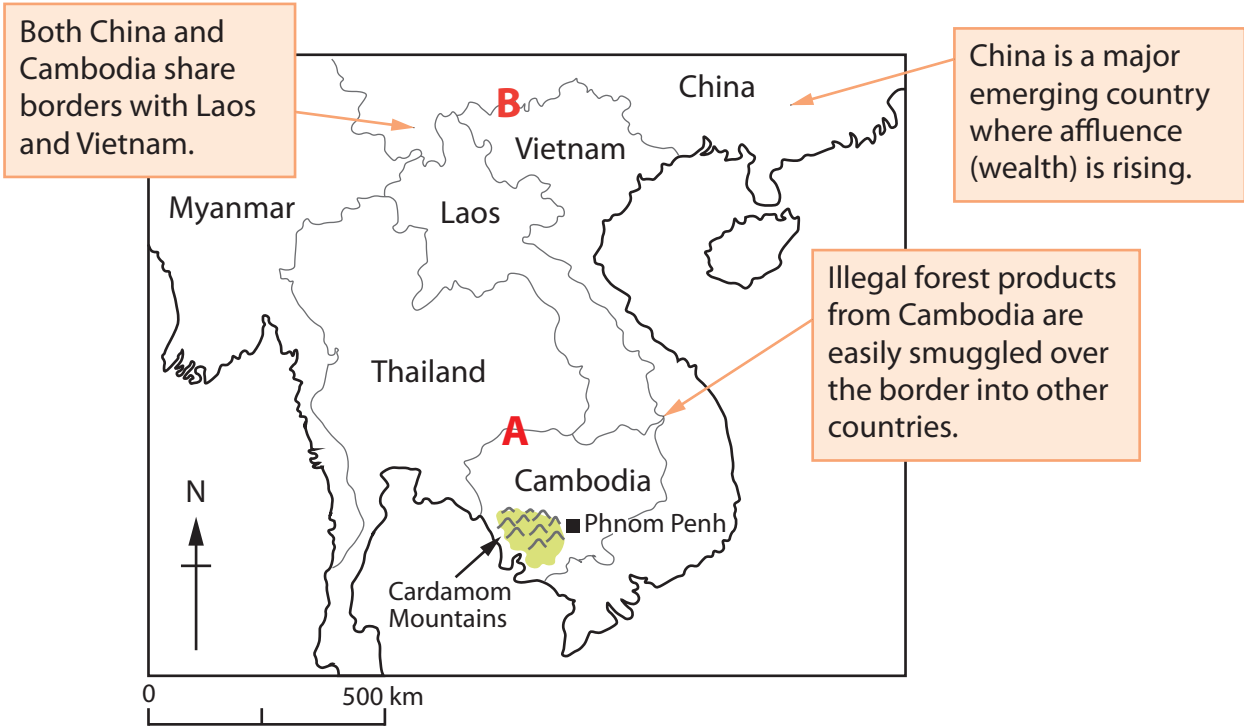 Both China and
Cambodia share
borders with Laos
and Vietnam.
China is a major
emerging country
where affluence
(wealth) is rising.
China
B
Vietnam
Myanmar
Laos
Illegal forest products
from Cambodia are
easily smuggled over
the border into other
countries.
Thailand
A
Cambodia
N
Phnom Penh
Cardamom
Mountains
0
500 km